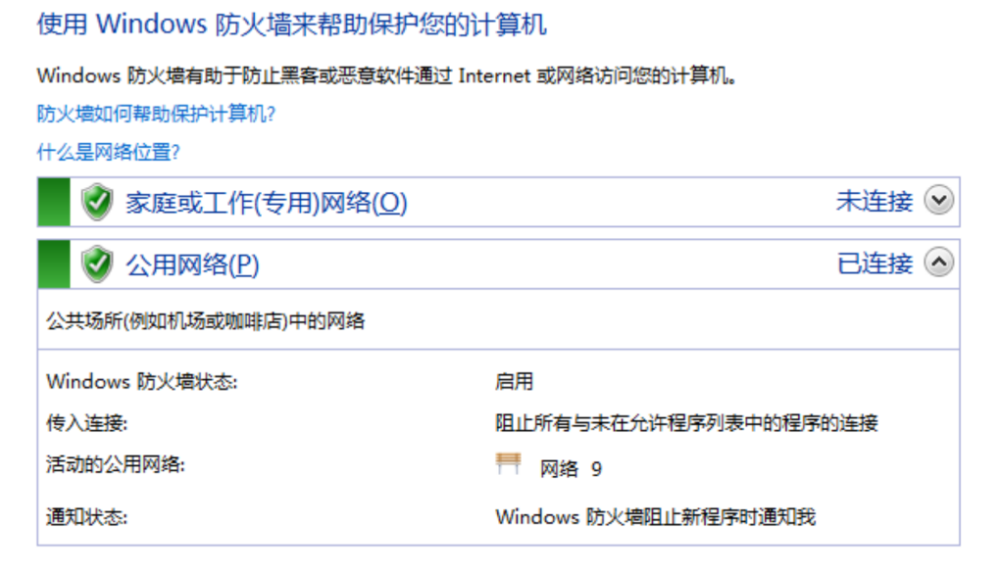 使用 Windows 防火墙来帮助保护您的计算机
Windows 防火墙有助于防止黑客或恶意软件通过 Internet 或网络访问您的计算机。
防火墙如何帮助保护计算机?
什么是网络位置?
家庭或工作(专用)网络(O) 未连接
公用网络(P) 已连接
公共场所(例如机场或咖啡店)中的网络
Windows 防火墙状态: 启用
传入连接: 阻止所有与未在允许程序列表中的程序的连接
活动的公用网络: 网络 9
通知状态: Windows 防火墙阻止新程序时通知我